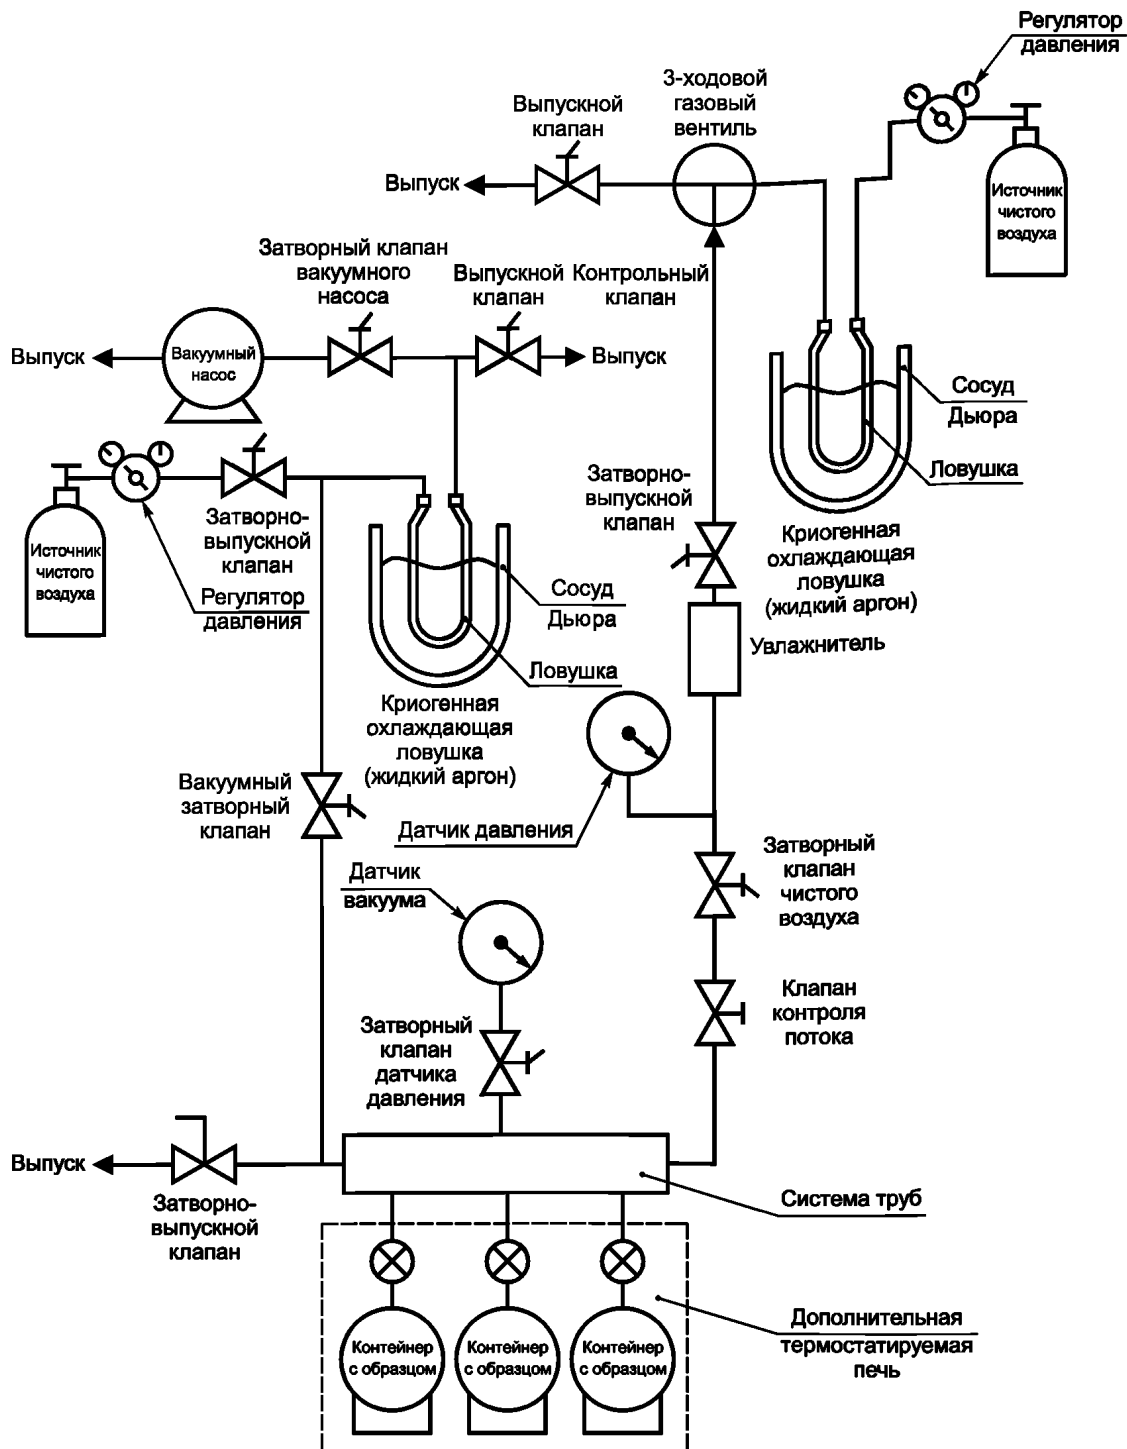 Регулятор
давления
3-ходовой
газовый
вентиль
Выпускной
клапан
Выпуск
Источник
чистого
воздуха
Затворный клапан
вакуумного
насоса
Выпускной
клапан
Контрольный
клапан
Выпуск
Вакуумный
насос
Выпуск
Сосуд
Дьюра
Ловушка
Затворно-
выпускной
клапан
Криогенная
охлаждающая
ловушка
(жидкий аргон)
Источник
чистого
воздуха
Затворно-
выпускной
клапан
Регулятор
давления
Сосуд
Дьюра
Ловушка
Криогенная
охлаждающая
ловушка
(жидкий аргон)
Увлажнитель
Вакуумный
затворный
клапан
Датчик давления
Датчик
вакуума
Затворный
клапан
чистого
воздуха
Клапан
контроля
потока
Затворный
клапан
датчика
давления
Выпуск
Затворно-
выпускной
клапан
Система труб
Дополнительная
термостатируемая
печь
Контейнер
с образцом
Контейнер
с образцом
Контейнер
с образцом